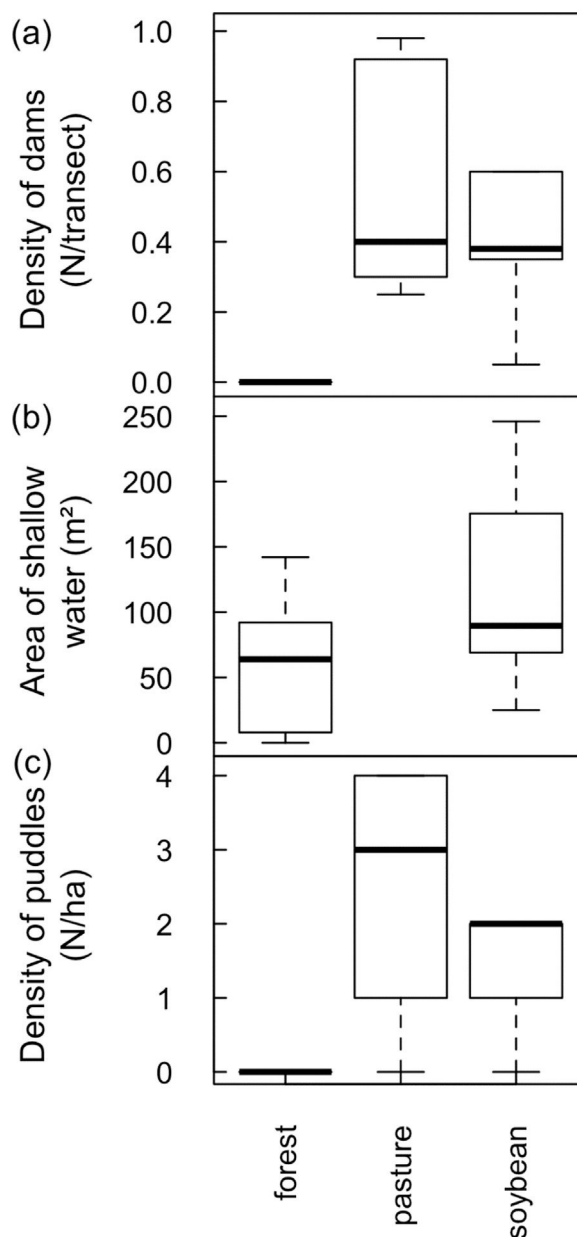 (a)
Density of dams
(N/transect)
1.0
0.8
0.6
0.4
0.2
0.0
(b)
Area of shallow
water (m²)
250
200
150
100
50
0
(c)
Density of puddles
(N/ha)
4
3
2
1
0
forest
pasture
soybean